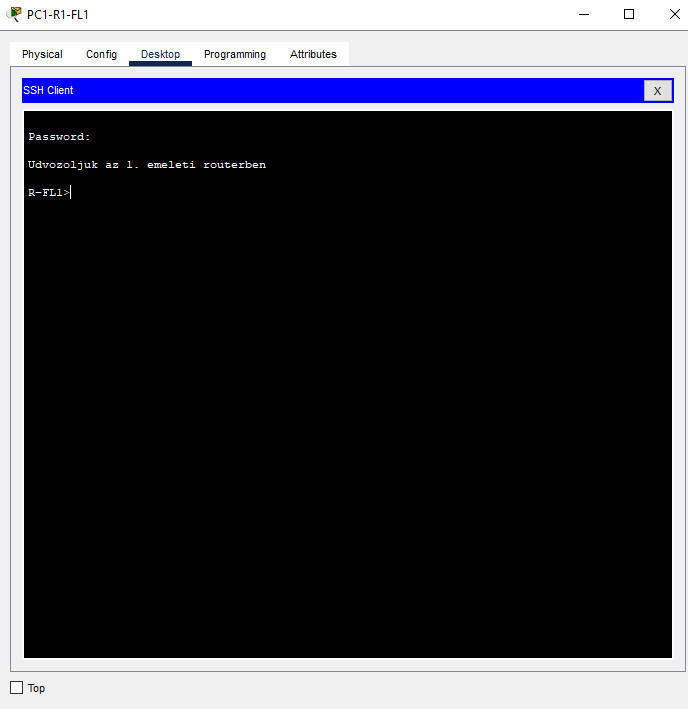 PC1-R1-FL1
Physical Config Desktop Programming Attributes
SSH Client X
Password:
Udvozoljuk az 1. emeleti routerben
R-FL1>
Top